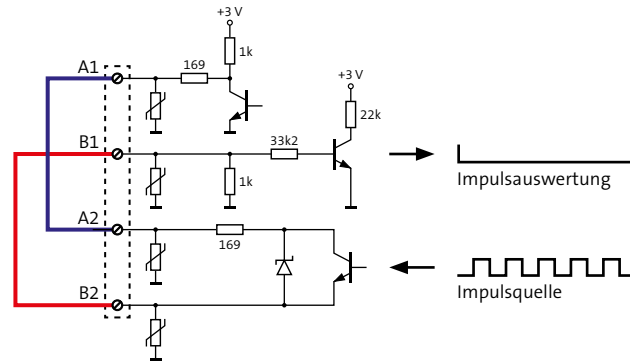 +3 V
1k
A1
169
+3 V
22k
B1
33k2
1k
Impulsauswertung
A2
169
B2
Impulsquelle